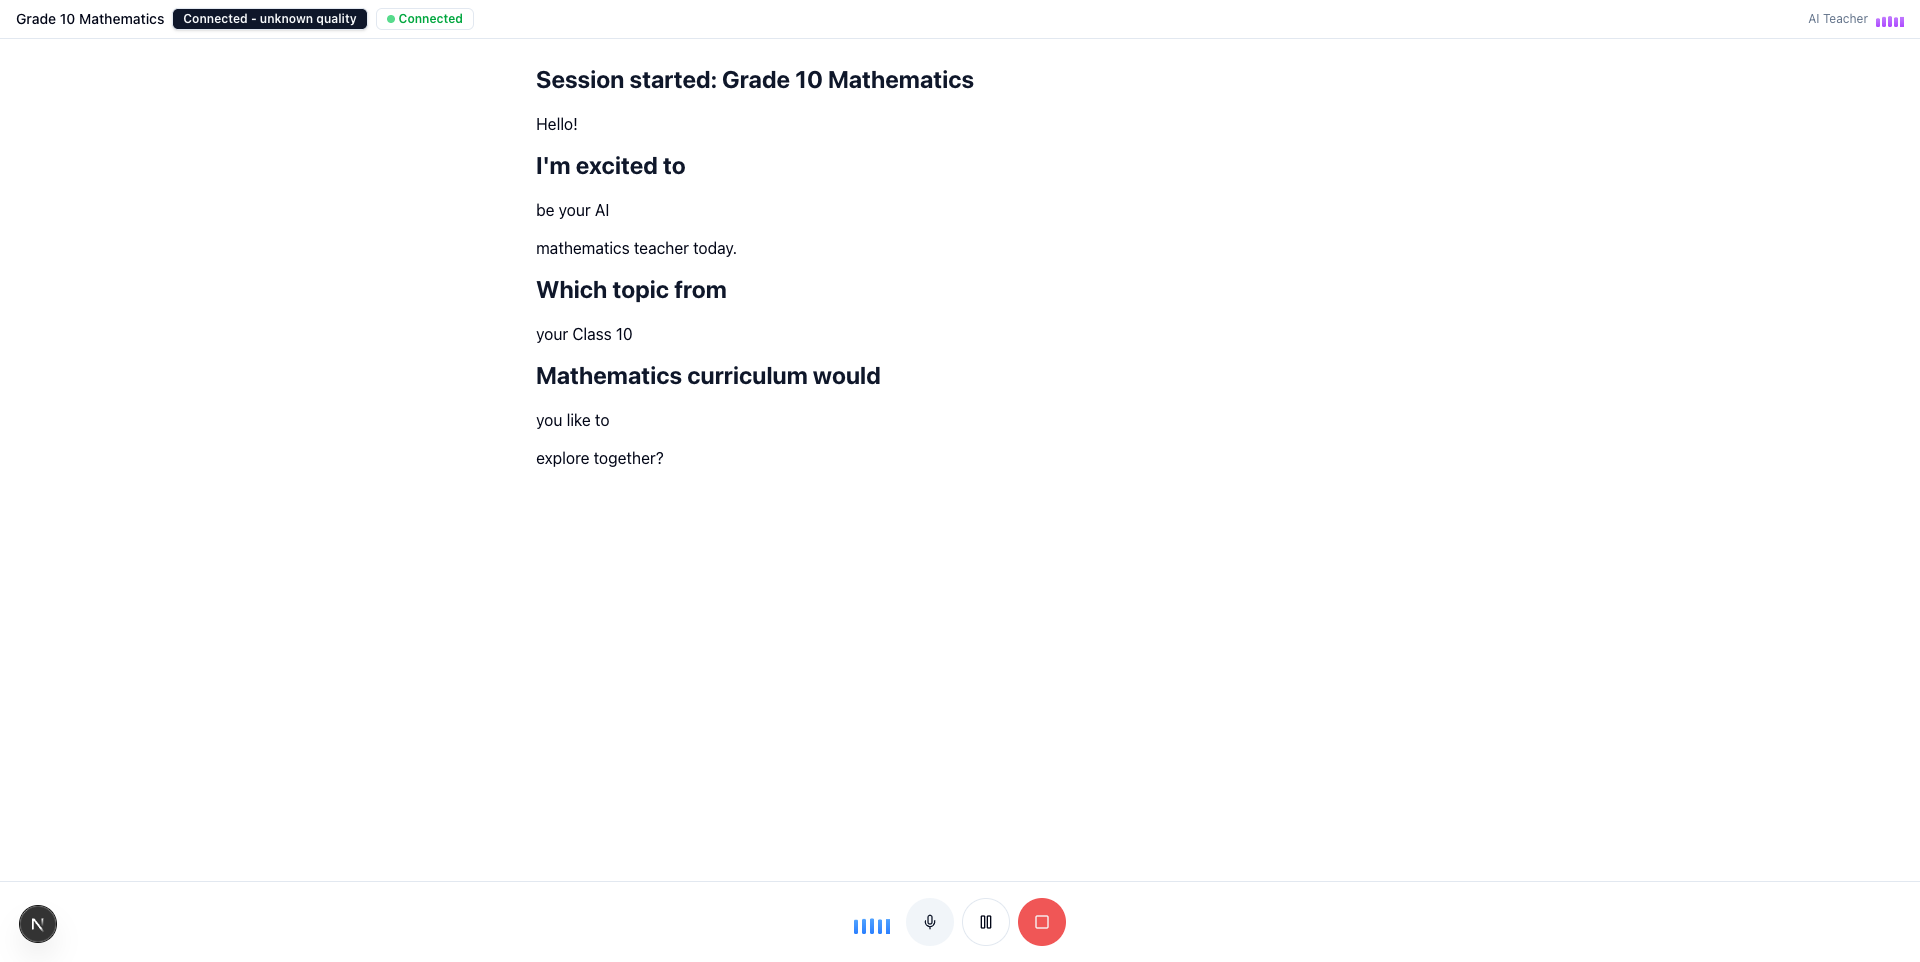 Grade 10 Mathematics Connected - unknown quality Connected AI Teacher
Session started: Grade 10 Mathematics
Hello!
I'm excited to
be your AI
mathematics teacher today.
Which topic from
your Class 10
Mathematics curriculum would
you like to
explore together?
N